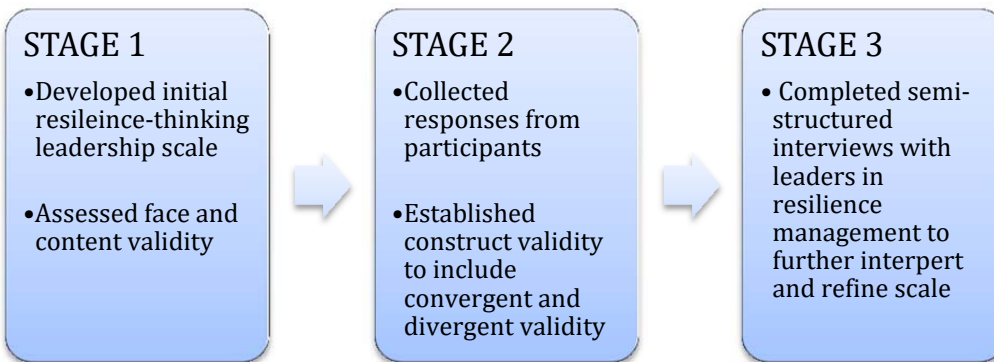 STAGE 1
•Developed initial
resileince-thinking
leadership scale
•Assessed face and
content validity
STAGE 2
•Collected
responses from
participants
•Established
construct validity
to include
convergent and
divergent validity
STAGE 3
• Completed semi-
structured
interviews with
leaders in
resilience
management to
further interpert
and refine scale